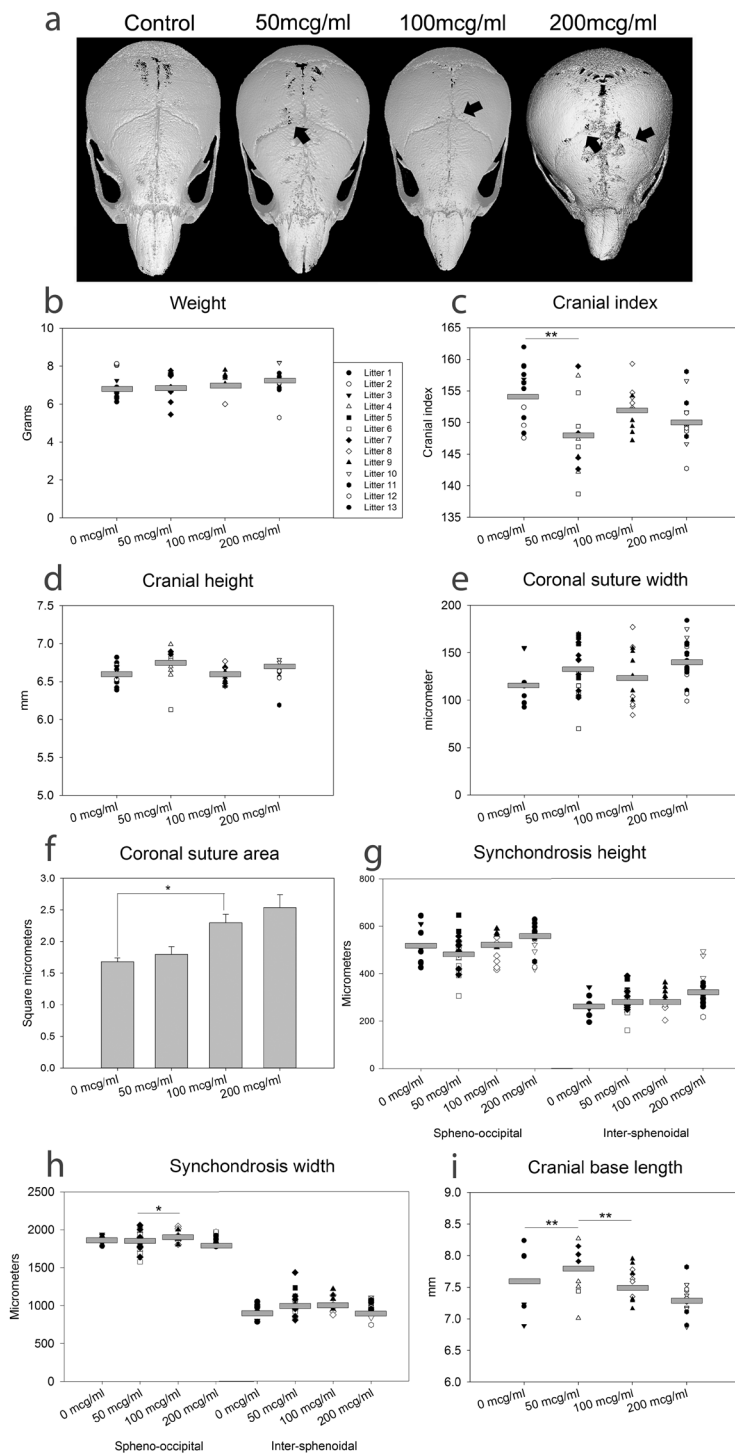 a
Control 50mcg/ml 100mcg/ml 200mcg/ml
b
Weight
10
8
6
4
2
0
Grams
0 mcg/ml 50 mcg/ml 100 mcg/ml 200 mcg/ml
Litter 1
Litter 2
Litter 3
Litter 4
Litter 5
Litter 6
Litter 7
Litter 8
Litter 9
Litter 10
Litter 11
Litter 12
Litter 13
c
Cranial index
165
160
155
150
145
140
135
Cranial index
**
0 mcg/ml 50 mcg/ml 100 mcg/ml 200 mcg/ml
d
Cranial height
7.5
7.0
6.5
6.0
5.5
5.0
mm
0 mcg/ml 50 mcg/ml 100 mcg/ml 200 mcg/ml
e
Coronal suture width
200
150
100
50
0
micrometer
0 mcg/ml 50 mcg/ml 100 mcg/ml 200 mcg/ml
f
Coronal suture area
3.0
2.5
2.0
1.5
1.0
0.5
0.0
Square micrometers
*
0 mcg/ml 50 mcg/ml 100 mcg/ml 200 mcg/ml
g
Synchondrosis height
800
600
400
200
0
Micrometers
0 mcg/ml 50 mcg/ml 100 mcg/ml 200 mcg/ml 0 mcg/ml 50 mcg/ml 100 mcg/ml 200 mcg/ml
Spheno-occipital Inter-sphenoidal
h
Synchondrosis width
2500
2000
1500
1000
500
0
Micrometers
*
0 mcg/ml 50 mcg/ml 100 mcg/ml 200 mcg/ml 0 mcg/ml 50 mcg/ml 100 mcg/ml 200 mcg/ml
Spheno-occipital Inter-sphenoidal
i
Cranial base length
9.0
8.5
8.0
7.5
7.0
6.5
6.0
mm
** **
0 mcg/ml 50 mcg/ml 100 mcg/ml 200 mcg/ml